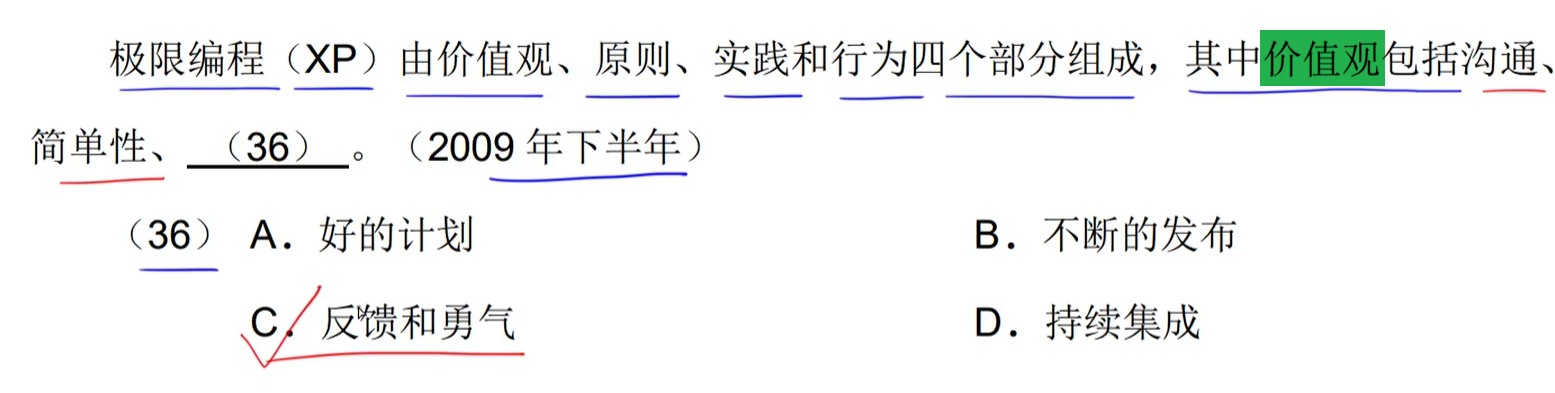 极限编程（XP）由价值观、原则、实践和行为四个部分组成，其中价值观包括沟通、
简单性、（36）。（2009 年下半年）
（36） A．好的计划 B．不断的发布
C．反馈和勇气 D．持续集成